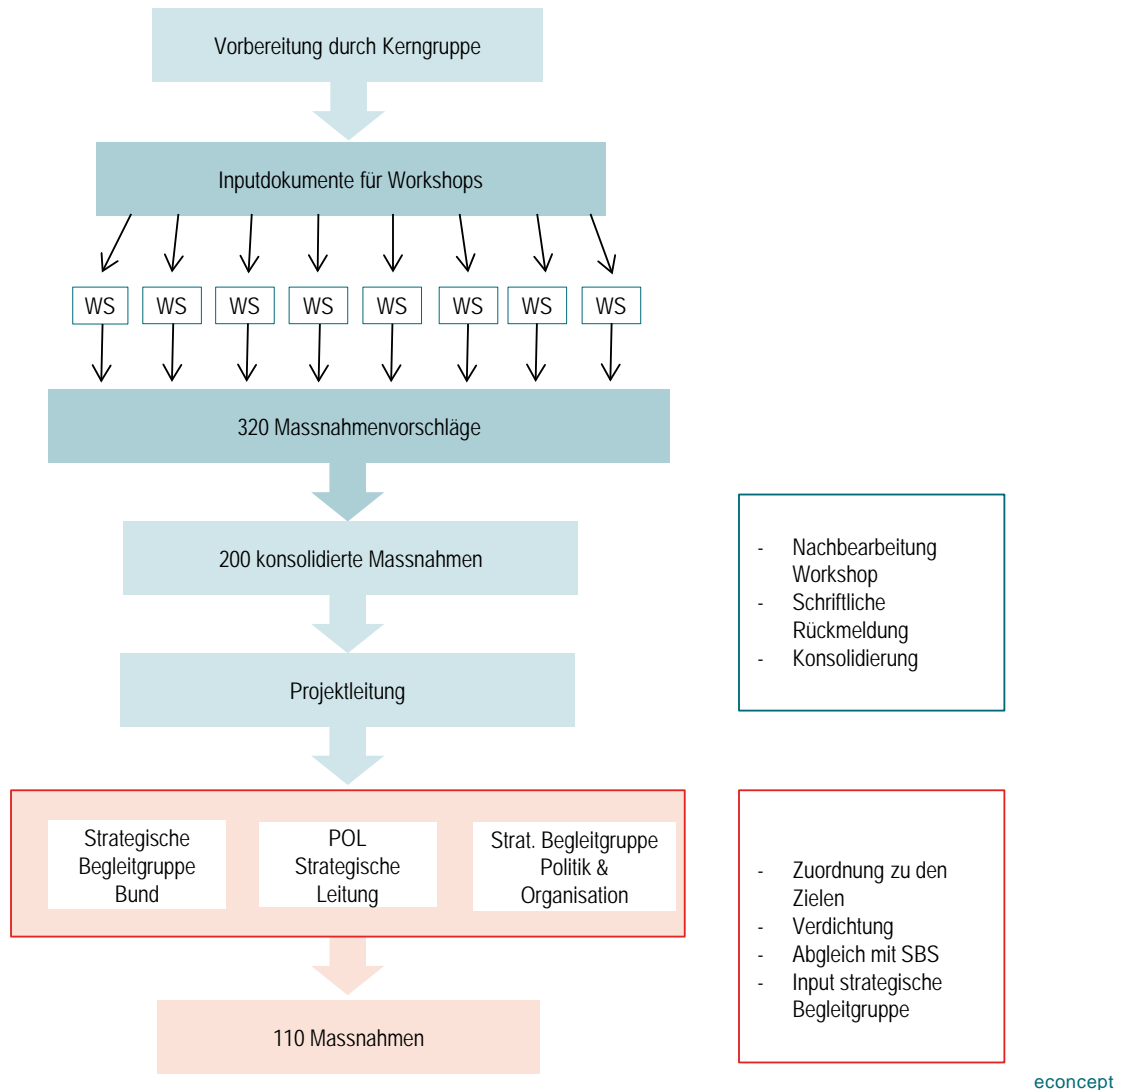 Vorbereitung durch Kerngruppe
Inputdokumente für Workshops
WS WS WS WS WS WS WS WS
320 Massnahmenvorschläge
200 konsolidierte Massnahmen
- Nachbearbeitung
Workshop
- Schriftliche
Rückmeldung
- Konsolidierung
Projektleitung
Strategische
Begleitgruppe
Bund
POL
Strategische
Leitung
Strat. Begleitgruppe
Politik &
Organisation
- Zuordnung zu den
Zielen
- Verdichtung
- Abgleich mit SBS
- Input strategische
Begleitgruppe
110 Massnahmen
econcept